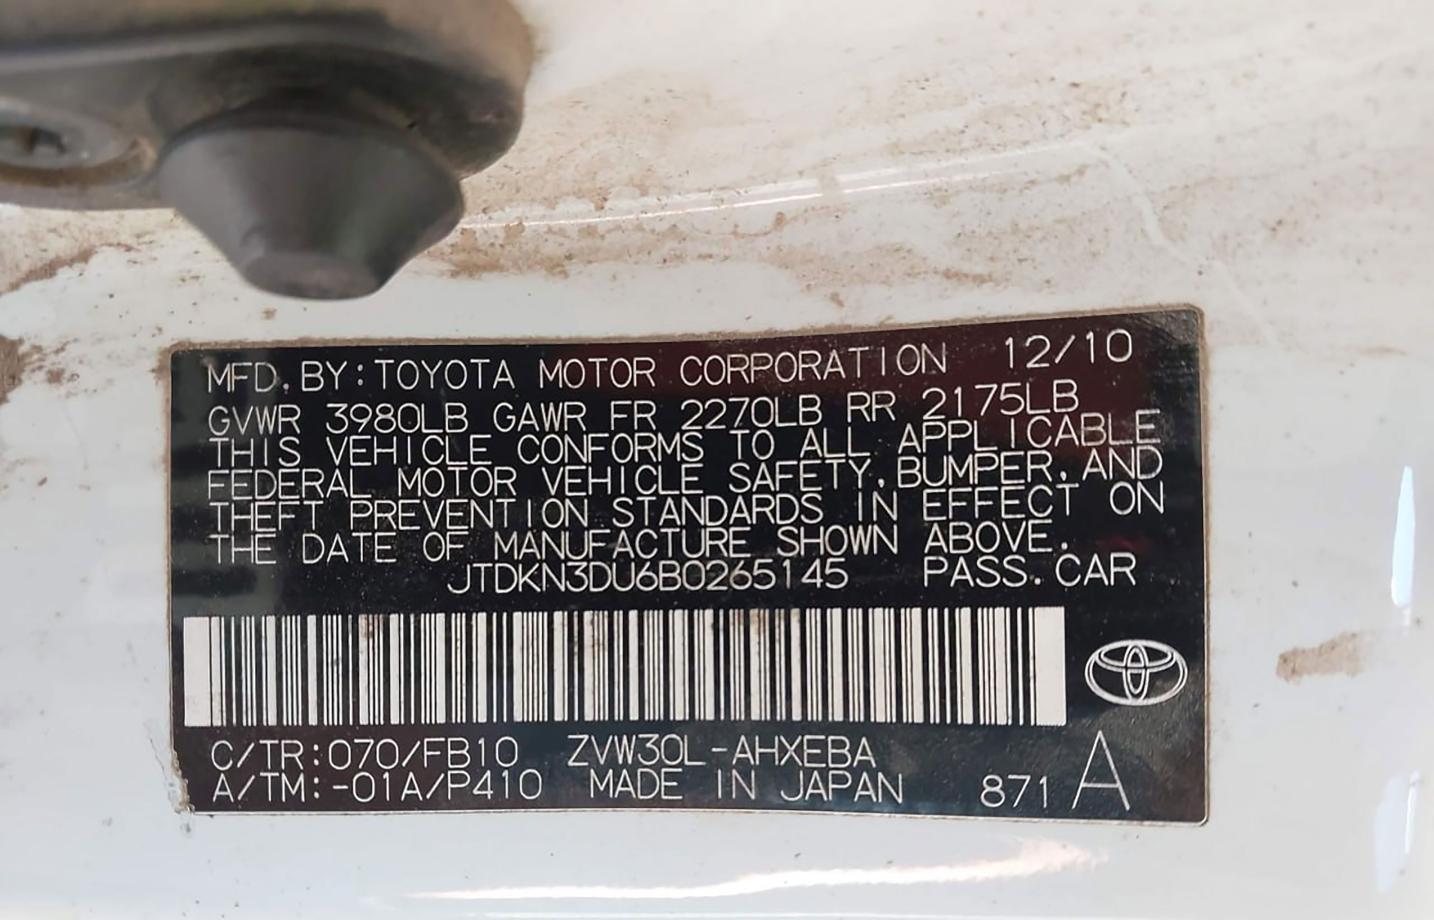 MFD. BY: TOYOTA MOTOR CORPORATION 12/10
GVWR 3980LB GAWR FR 2270LB RR 2175LB
THIS VEHICLE CONFORMS TO ALL APPLICABLE
FEDERAL MOTOR VEHICLE SAFETY, BUMPER, AND
THEFT PREVENTION STANDARDS IN EFFECT ON
THE DATE OF MANUFACTURE SHOWN ABOVE.
JTDKN3DU6B0265145 PASS. CAR
C/TR:070/FB10 ZVW30L-AHXEBA
A/TM:-01A/P410 MADE IN JAPAN 871 A